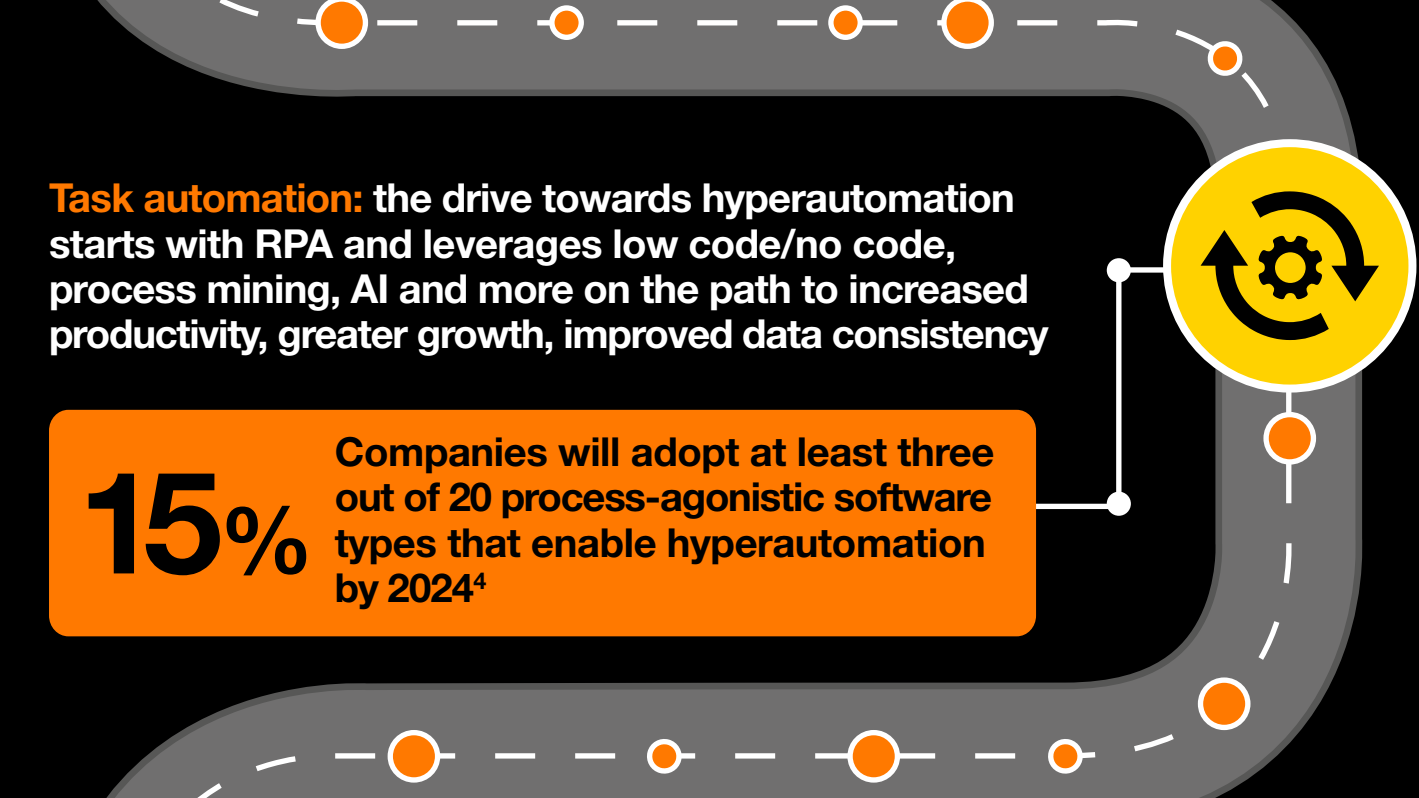 Task automation: the drive towards hyperautomation
starts with RPA and leverages low code/no code,
process mining, AI and more on the path to increased
productivity, greater growth, improved data consistency
15%
Companies will adopt at least three
out of 20 process-agonistic software
types that enable hyperautomation
by 2024⁴